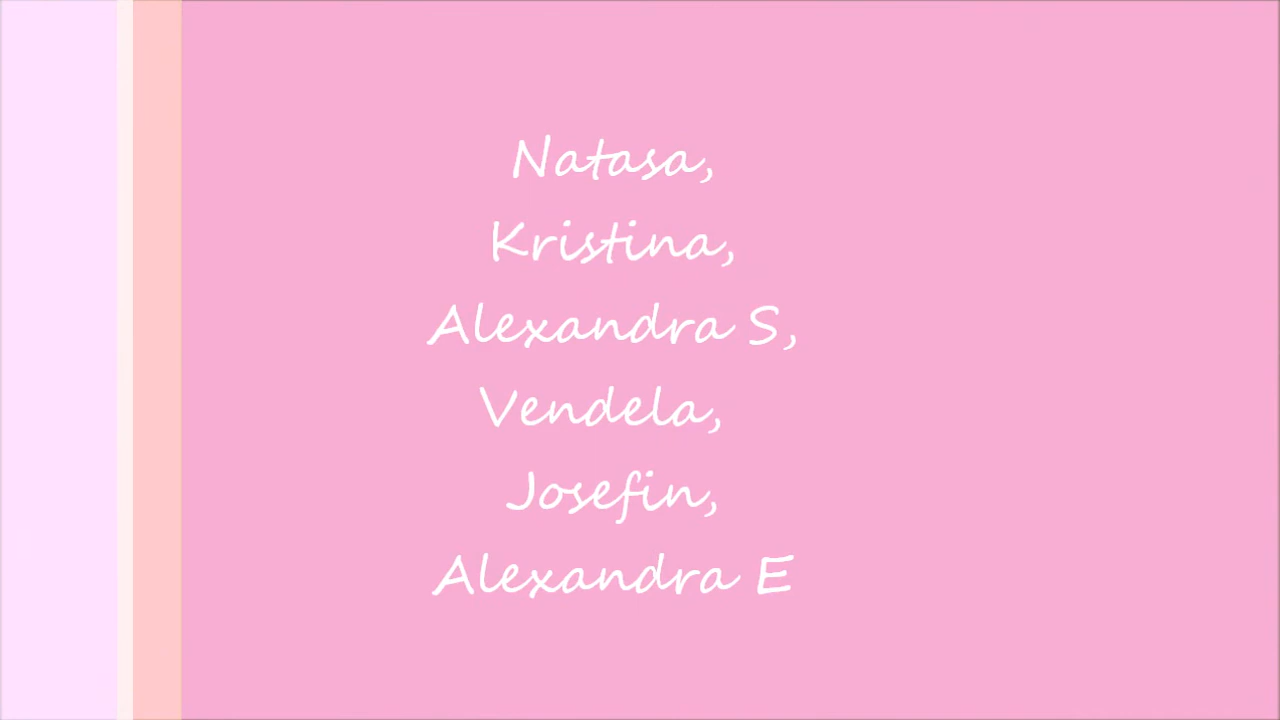 Natasa,
Kristina,
Alexandra S,
Vendela,
Josefin,
Alexandra E